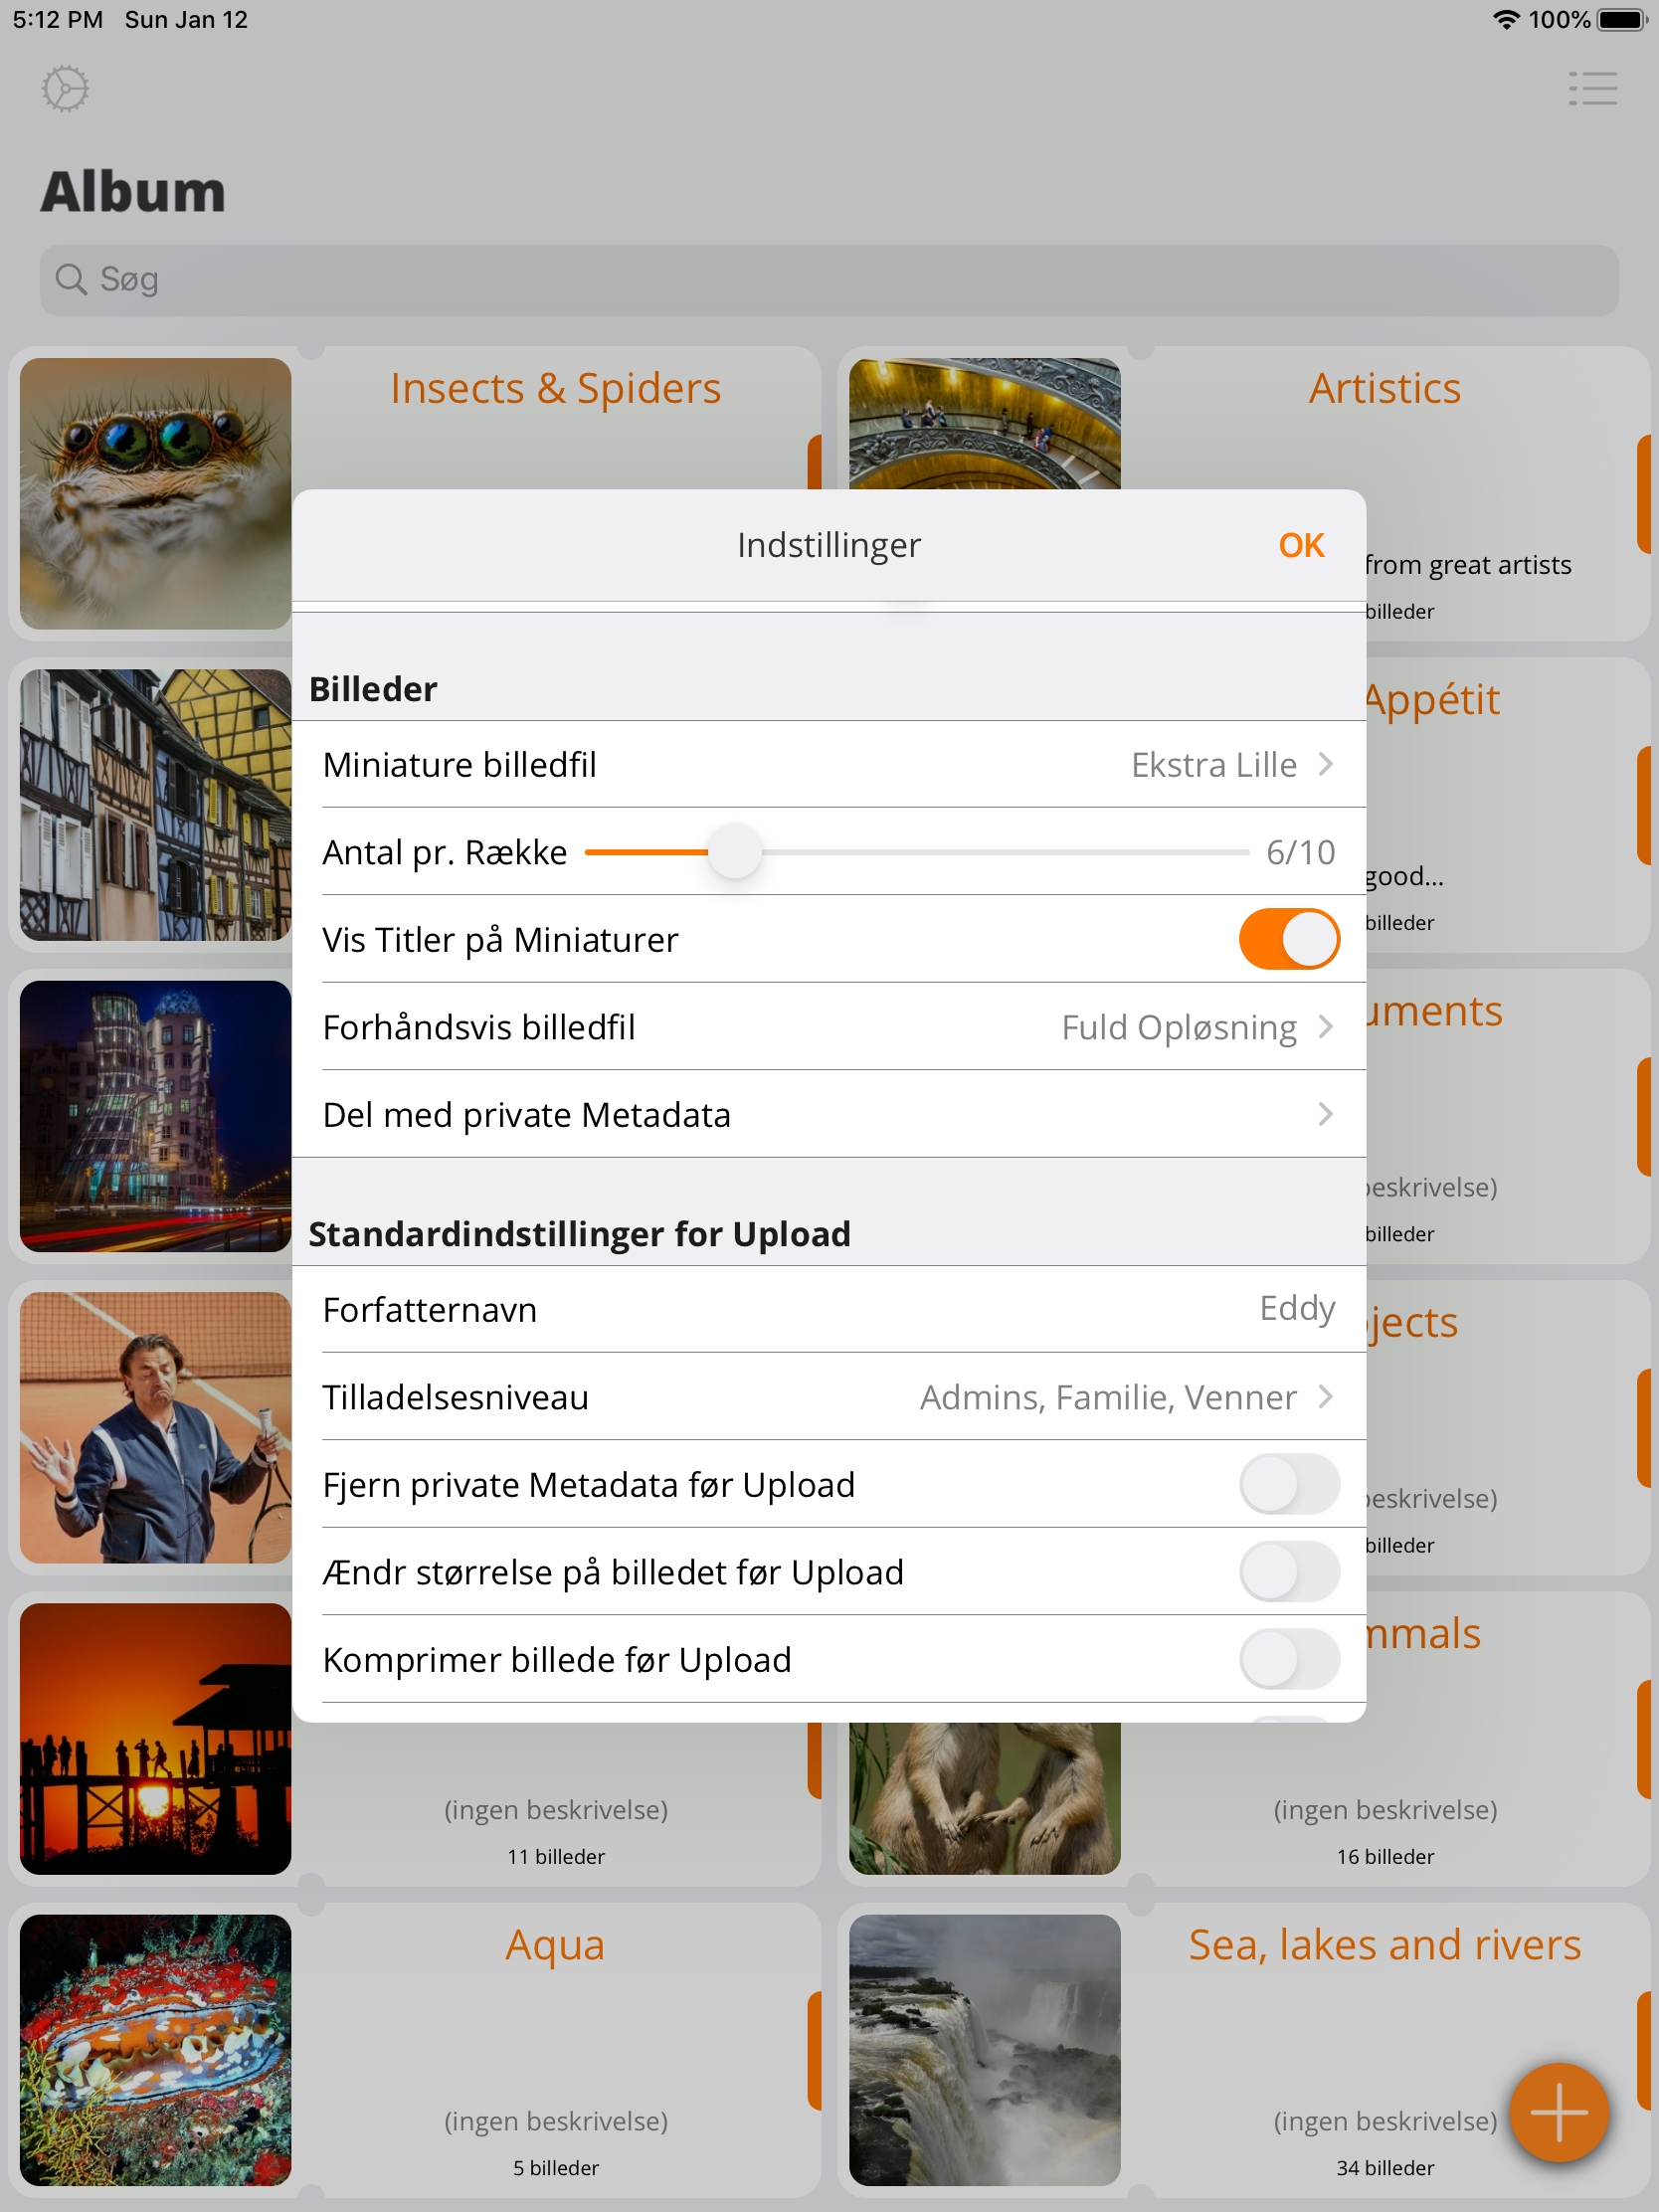 5:12 PM Sun Jan 12
100%
Album
Søg
Insects & Spiders
Artistics
from great artists
billeder
Appétit
good...
billeder
uments
beskrivelse)
billeder
jects
beskrivelse)
billeder
mmals
Indstillinger
OK
Billeder
Miniature billedfil
Ekstra Lille
Antal pr. Række
6/10
Vis Titler på Miniaturer
Forhåndsvis billedfil
Fuld Opløsning
Del med private Metadata
Standardindstillinger for Upload
Forfatternavn
Eddy
Tilladelsesniveau
Admins, Familie, Venner
Fjern private Metadata før Upload
Ændr størrelse på billedet før Upload
Komprimer billede før Upload
(ingen beskrivelse)
11 billeder
(ingen beskrivelse)
16 billeder
Aqua
(ingen beskrivelse)
5 billeder
Sea, lakes and rivers
(ingen beskrivelse)
34 billeder